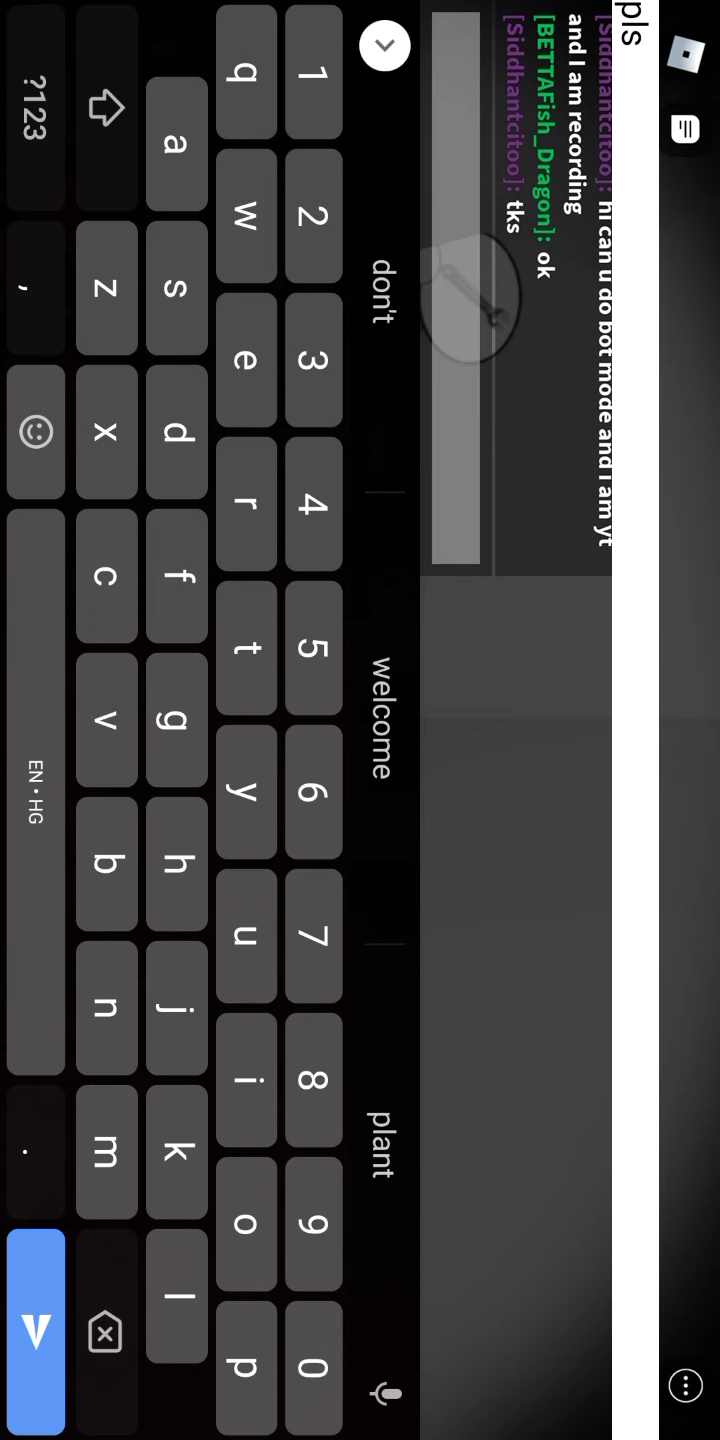 pls
[Siddhantcitoo]: hi can u do bot mode and I am yt
and I am recording
[BETTAFish_Dragon]: ok
[Siddhantcitoo]: tks
don't welcome plant
1 2 3 4 5 6 7 8 9 0
q w e r t y u i o p
a s d f g h j k l
z x c v b n m
?123 , EN • HG .